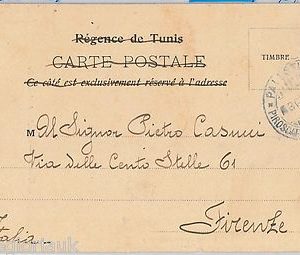 Régence de Tunis
CARTE POSTALE
TIMBRE
Ce côté est exclusivement réservé à l'adresse
M Al Signor Pietro Casucci
Via delle Cento Stelle 61
Firenze
Italia